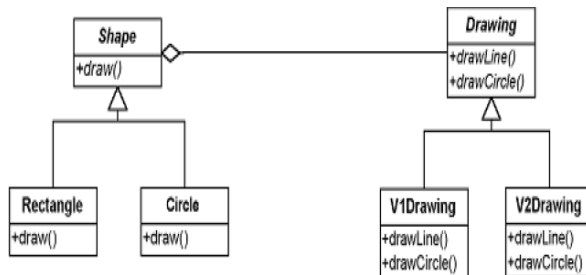 Shape
+draw()
Drawing
+drawLine()
+drawCircle()
Rectangle
+draw()
Circle
+draw()
V1Drawing
+drawLine()
+drawCircle()
V2Drawing
+drawLine()
+drawCircle()